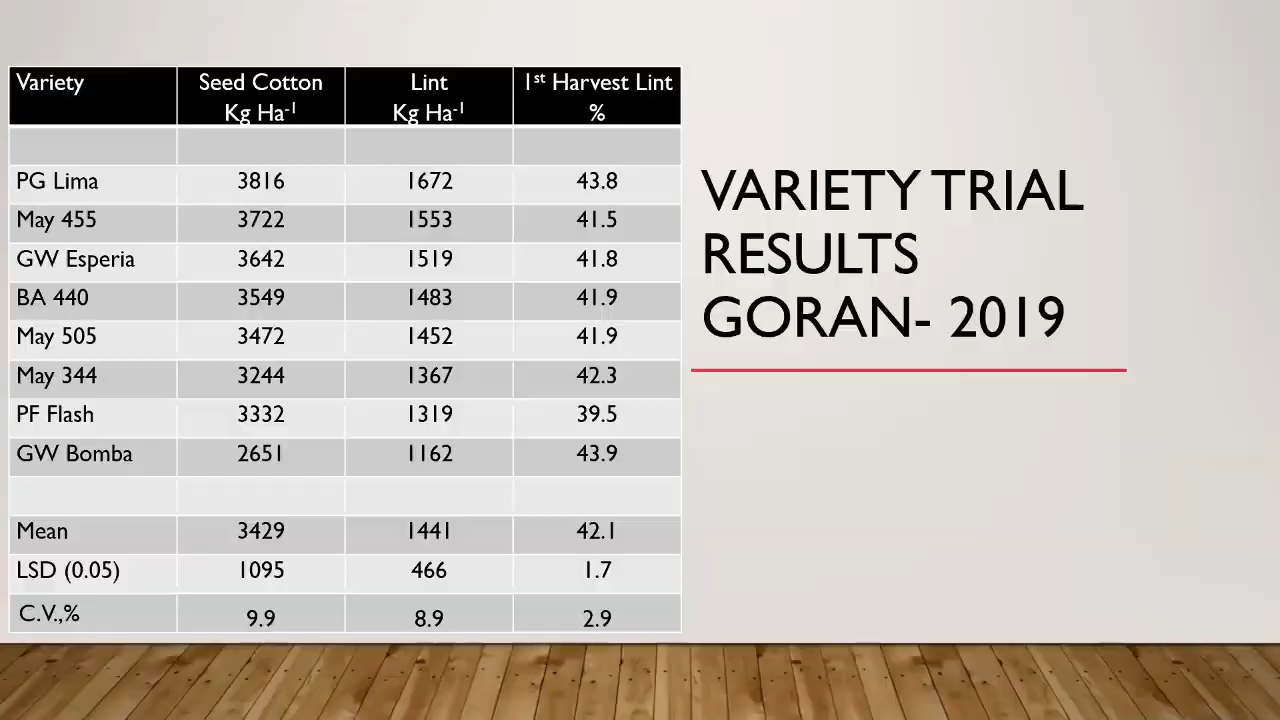 Variety Seed Cotton Kg Ha-1 Lint Kg Ha-1 1st Harvest Lint %
PG Lima 3816 1672 43.8
May 455 3722 1553 41.5
GW Esperia 3642 1519 41.8
BA 440 3549 1483 41.9
May 505 3472 1452 41.9
May 344 3244 1367 42.3
PF Flash 3332 1319 39.5
GW Bomba 2651 1162 43.9
Mean 3429 1441 42.1
LSD (0.05) 1095 466 1.7
C.V.,% 9.9 8.9 2.9
VARIETY TRIAL
RESULTS
GORAN- 2019